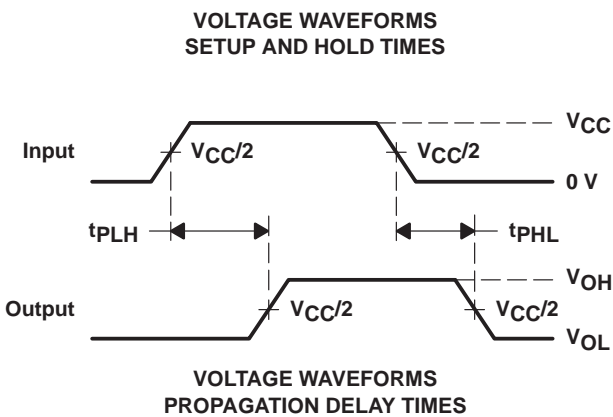 VOLTAGE WAVEFORMS
SETUP AND HOLD TIMES
VCC
Input
VCC/2
VCC/2
0 V
tPLH
tPHL
VOH
Output
VCC/2
VCC/2
VOL
VOLTAGE WAVEFORMS
PROPAGATION DELAY TIMES